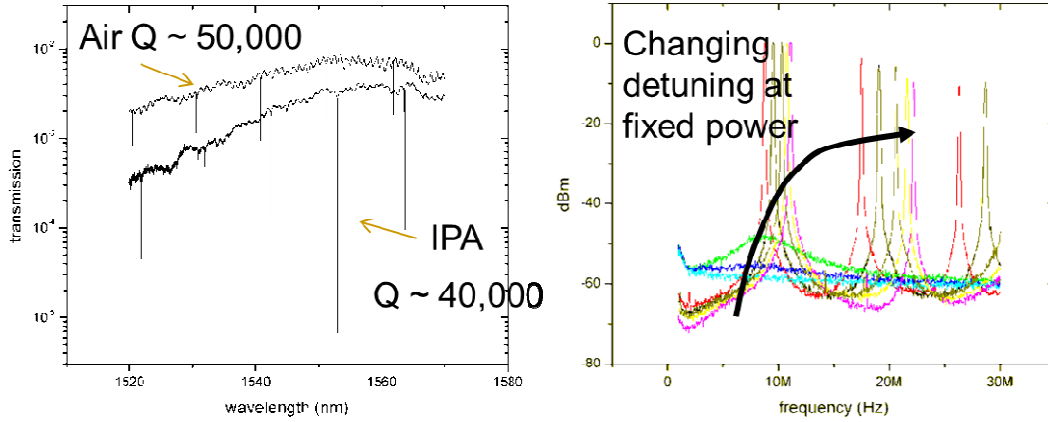 Air Q ~ 50,000
IPA
Q ~ 40,000
transmission
10⁻²
10⁻³
10⁻⁴
10⁻⁵
1520
1540
1560
1580
wavelength (nm)
Changing
detuning at
fixed power
dBm
0
-20
-40
-60
-80
0
10M
20M
30M
frequency (Hz)